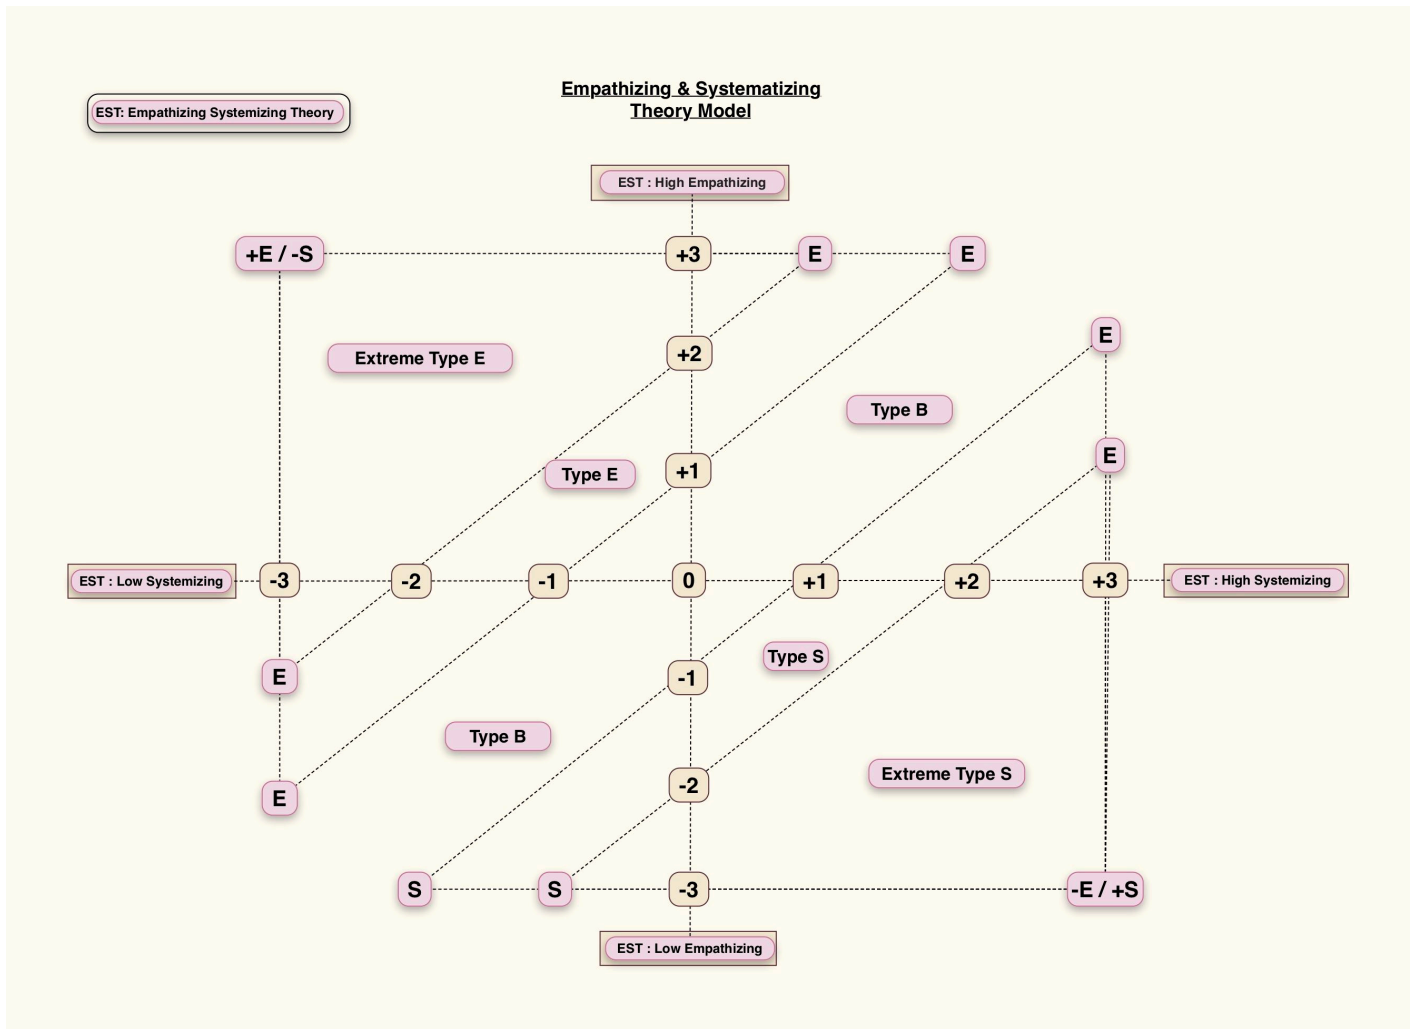 Empathizing & Systematizing
Theory Model
EST: Empathizing Systemizing Theory
EST : High Empathizing
+E / -S
+3
E
E
E
+2
Extreme Type E
Type B
E
+1
Type E
EST : Low Systemizing
-3
-2
-1
0
+1
+2
+3
EST : High Systemizing
Type S
E
-1
Type B
Extreme Type S
-2
E
S
S
-3
-E / +S
EST : Low Empathizing